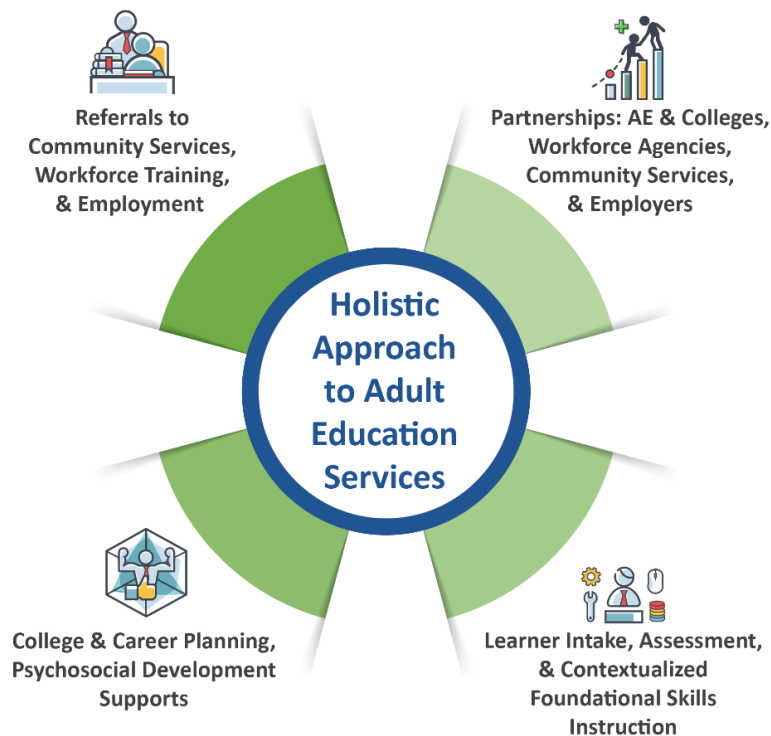 Referrals to
Community Services,
Workforce Training,
& Employment
Partnerships: AE & Colleges,
Workforce Agencies,
Community Services,
& Employers
Holistic
Approach
to Adult
Education
Services
College & Career Planning,
Psychosocial Development
Supports
Learner Intake, Assessment,
& Contextualized
Foundational Skills
Instruction